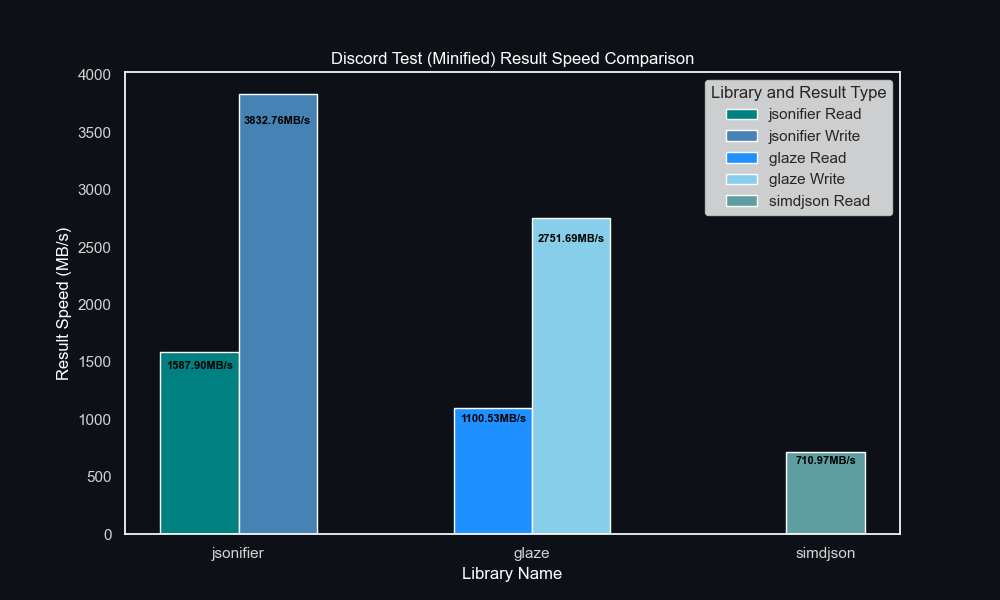 Discord Test (Minified) Result Speed Comparison
4000
3500
3000
2500
2000
1500
1000
500
0
Result Speed (MB/s)
3832.76MB/s
1587.90MB/s
2751.69MB/s
1100.53MB/s
710.97MB/s
Library and Result Type
jsonifier Read
jsonifier Write
glaze Read
glaze Write
simdjson Read
jsonifier
glaze
simdjson
Library Name